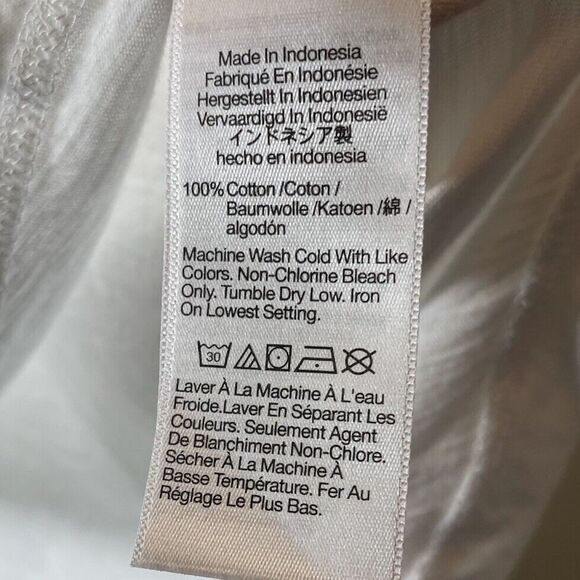 Made In Indonesia
Fabriqué En Indonésie
Hergestellt In Indonesien
Vervaardigd In Indonesië
インドネシア製
hecho en indonesia
100% Cotton /Coton /
Baumwolle /Katoen /綿 /
algodón
Machine Wash Cold With Like
Colors. Non-Chlorine Bleach
Only. Tumble Dry Low. Iron
On Lowest Setting.
30
Laver À La Machine À L'eau
Froide.Laver En Séparant Les
Couleurs. Seulement Agent
De Blanchiment Non-Chlore.
Sécher À La Machine À
Basse Température. Fer Au
Réglage Le Plus Bas.